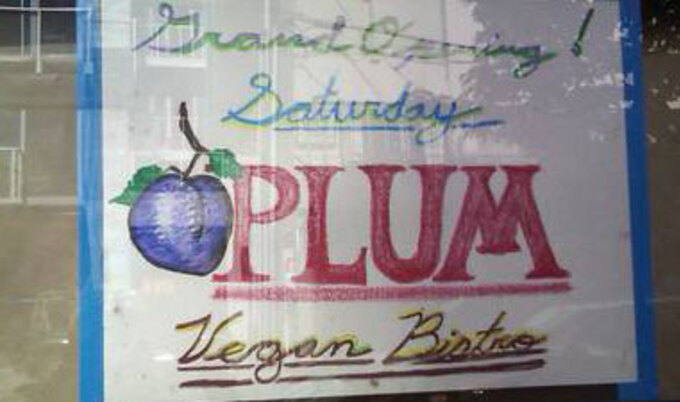 Grand Opening!
Saturday
PLUM
Vegan Bistro